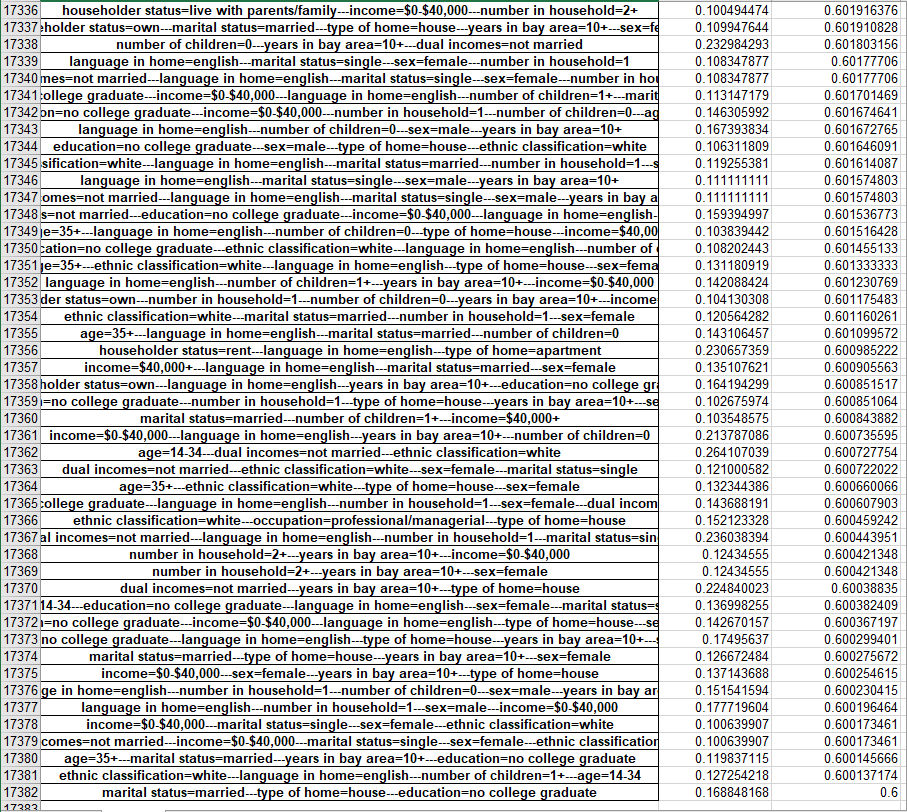 17336 householder status=live with parents/family---income=$0-$40,000---number in household=2+ 0.100494474 0.601916376
17337 holder status=own---marital status=married---type of home=house---years in bay area=10+---sex=fe 0.109947644 0.601910828
17338 number of children=0---years in bay area=10+---dual incomes=not married 0.232984293 0.601803156
17339 language in home=english---marital status=single---sex=female---number in household=1 0.108347877 0.60177706
17340 mes=not married---language in home=english---marital status=single---sex=female---number in hou 0.108347877 0.60177706
17341 ollege graduate---income=$0-$40,000---language in home=english---number of children=1+---marit 0.113147179 0.601701469
17342 on=no college graduate---income=$0-$40,000---number in household=1---number of children=0---ag 0.146305992 0.601674641
17343 language in home=english---number of children=0---sex=male---years in bay area=10+ 0.167393834 0.601672765
17344 education=no college graduate---sex=male---type of home=house---ethnic classification=white 0.106311809 0.601646091
17345 sification=white---language in home=english---marital status=married---number in household=1---s 0.119255381 0.601614087
17346 language in home=english---marital status=single---sex=male---years in bay area=10+ 0.111111111 0.601574803
17347 omes=not married---language in home=english---marital status=single---sex=male---years in bay a 0.111111111 0.601574803
17348 s=not married---education=no college graduate---income=$0-$40,000---language in home=english- 0.159394997 0.601536773
17349 e=35+---language in home=english---number of children=0---type of home=house---income=$40,00 0.103839442 0.601516428
17350 cation=no college graduate---ethnic classification=white---language in home=english---number of 0.108202443 0.601455133
17351 ge=35+---ethnic classification=white---language in home=english---type of home=house---sex=fema 0.131180919 0.601333333
17352 language in home=english---number of children=1+---years in bay area=10+---income=$0-$40,000 0.142088424 0.601230769
17353 der status=own---number in household=1---number of children=0---years in bay area=10+---income 0.104130308 0.601175483
17354 ethnic classification=white---marital status=married---number in household=1---sex=female 0.120564282 0.601160261
17355 age=35+---language in home=english---marital status=married---number of children=0 0.143106457 0.601099572
17356 householder status=rent---language in home=english---type of home=apartment 0.230657359 0.600985222
17357 income=$40,000+---language in home=english---marital status=married---sex=female 0.135107621 0.600905563
17358 holder status=own---language in home=english---years in bay area=10+---education=no college gra 0.164194299 0.600851517
17359 =no college graduate---number in household=1---type of home=house---years in bay area=10+---se 0.102675974 0.600851064
17360 marital status=married---number of children=1+---income=$40,000+ 0.103548575 0.600843882
17361 income=$0-$40,000---language in home=english---years in bay area=10+---number of children=0 0.213787086 0.600735595
17362 age=14-34---dual incomes=not married---ethnic classification=white 0.264107039 0.600727754
17363 dual incomes=not married---ethnic classification=white---sex=female---marital status=single 0.121000582 0.600722022
17364 age=35+---ethnic classification=white---type of home=house---sex=female 0.132344386 0.600660066
17365 college graduate---language in home=english---number in household=1---sex=female---dual incom 0.143688191 0.600607903
17366 ethnic classification=white---occupation=professional/managerial---type of home=house 0.152123328 0.600459242
17367 al incomes=not married---language in home=english---number in household=1---marital status=sin 0.236038394 0.600443951
17368 number in household=2+---years in bay area=10+---income=$0-$40,000 0.12434555 0.600421348
17369 number in household=2+---years in bay area=10+---sex=female 0.12434555 0.600421348
17370 dual incomes=not married---years in bay area=10+---type of home=house 0.224840023 0.60038835
17371 14-34---education=no college graduate---language in home=english---sex=female---marital status=s 0.136998255 0.600382409
17372 =no college graduate---income=$0-$40,000---language in home=english---type of home=house---se 0.142670157 0.600367197
17373 no college graduate---language in home=english---type of home=house---years in bay area=10+--- 0.17495637 0.600299401
17374 marital status=married---type of home=house---years in bay area=10+---sex=female 0.126672484 0.600275672
17375 income=$0-$40,000---sex=female---years in bay area=10+---type of home=house 0.137143688 0.600254615
17376 ge in home=english---number in household=1---number of children=0---sex=male---years in bay ar 0.151541594 0.600230415
17377 language in home=english---number in household=1---sex=male---income=$0-$40,000 0.177719604 0.600196464
17378 income=$0-$40,000---marital status=single---sex=female---ethnic classification=white 0.100639907 0.600173461
17379 comes=not married---income=$0-$40,000---marital status=single---sex=female---ethnic classification 0.100639907 0.600173461
17380 age=35+---marital status=married---years in bay area=10+---education=no college graduate 0.119837115 0.600145666
17381 ethnic classification=white---language in home=english---number of children=1+---age=14-34 0.127254218 0.600137174
17382 marital status=married---type of home=house---education=no college graduate 0.168848168 0.6
17383